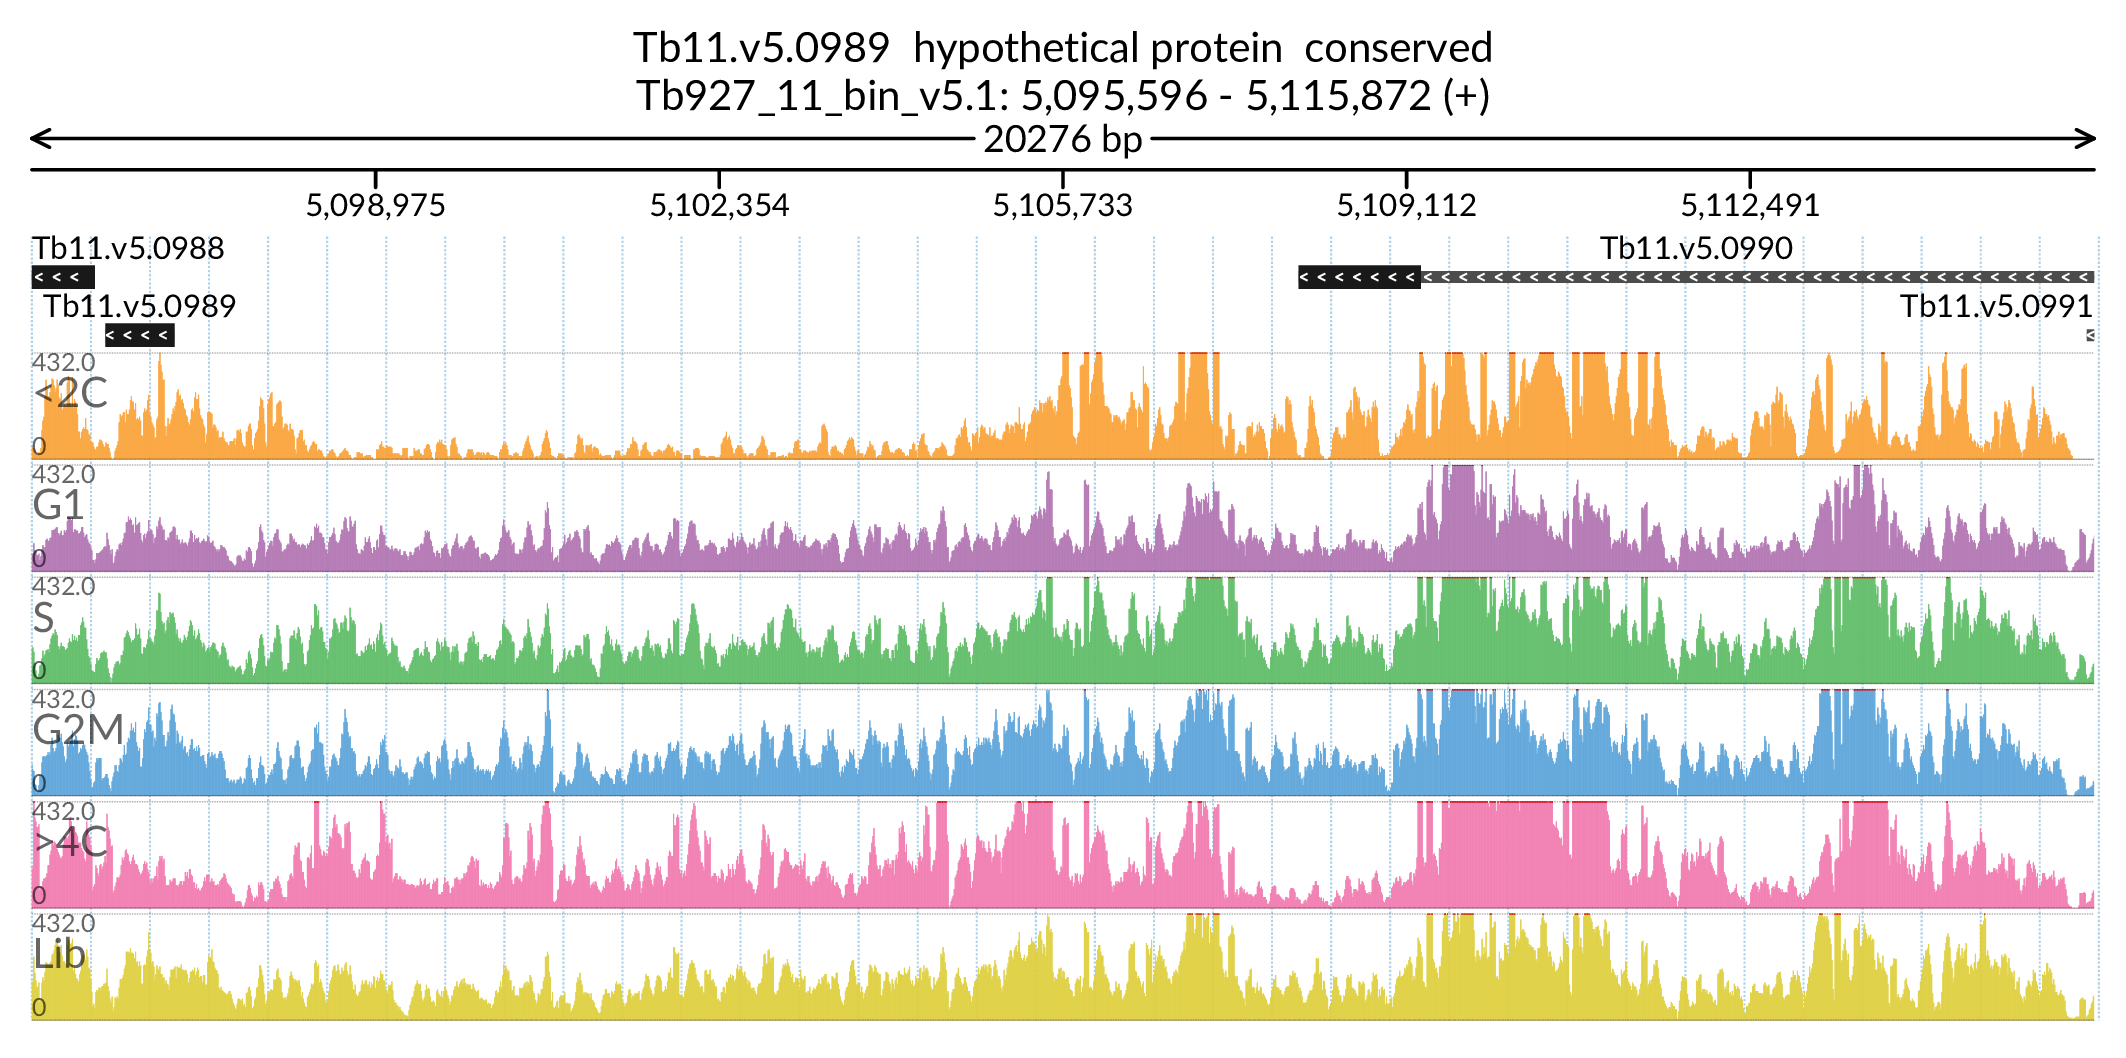 Tb11.v5.0989  hypothetical protein  conserved
Tb927_11_bin_v5.1: 5,095,596 - 5,115,872 (+)
20276 bp
5,098,975 5,102,354 5,105,733 5,109,112 5,112,491
Tb11.v5.0988 Tb11.v5.0990
Tb11.v5.0989 Tb11.v5.0991
432.0
<2C
0
432.0
G1
0
432.0
S
0
432.0
G2M
0
432.0
>4C
0
432.0
Lib
0